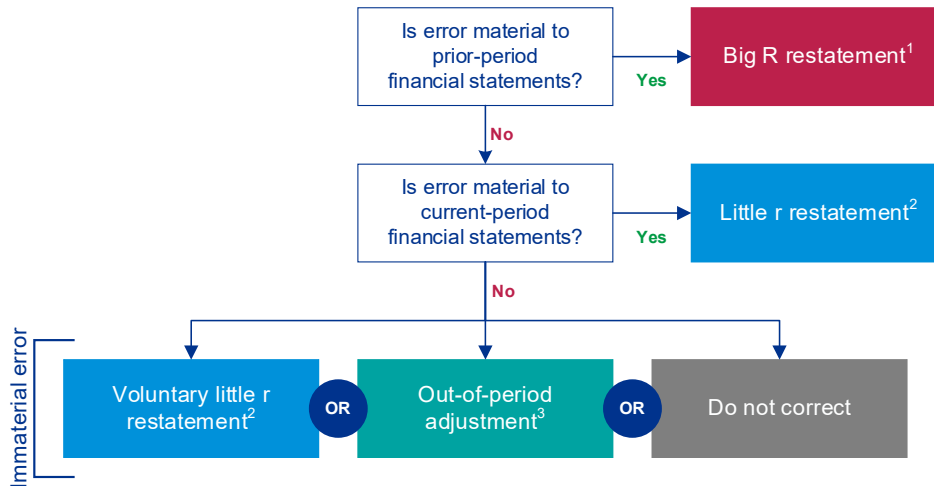 Is error material to
prior-period
financial statements?
Yes
Big R restatement¹
No
Is error material to
current-period
financial statements?
Yes
Little r restatement²
No
Immaterial error
Voluntary little r
restatement²
OR
Out-of-period
adjustment³
OR
Do not correct